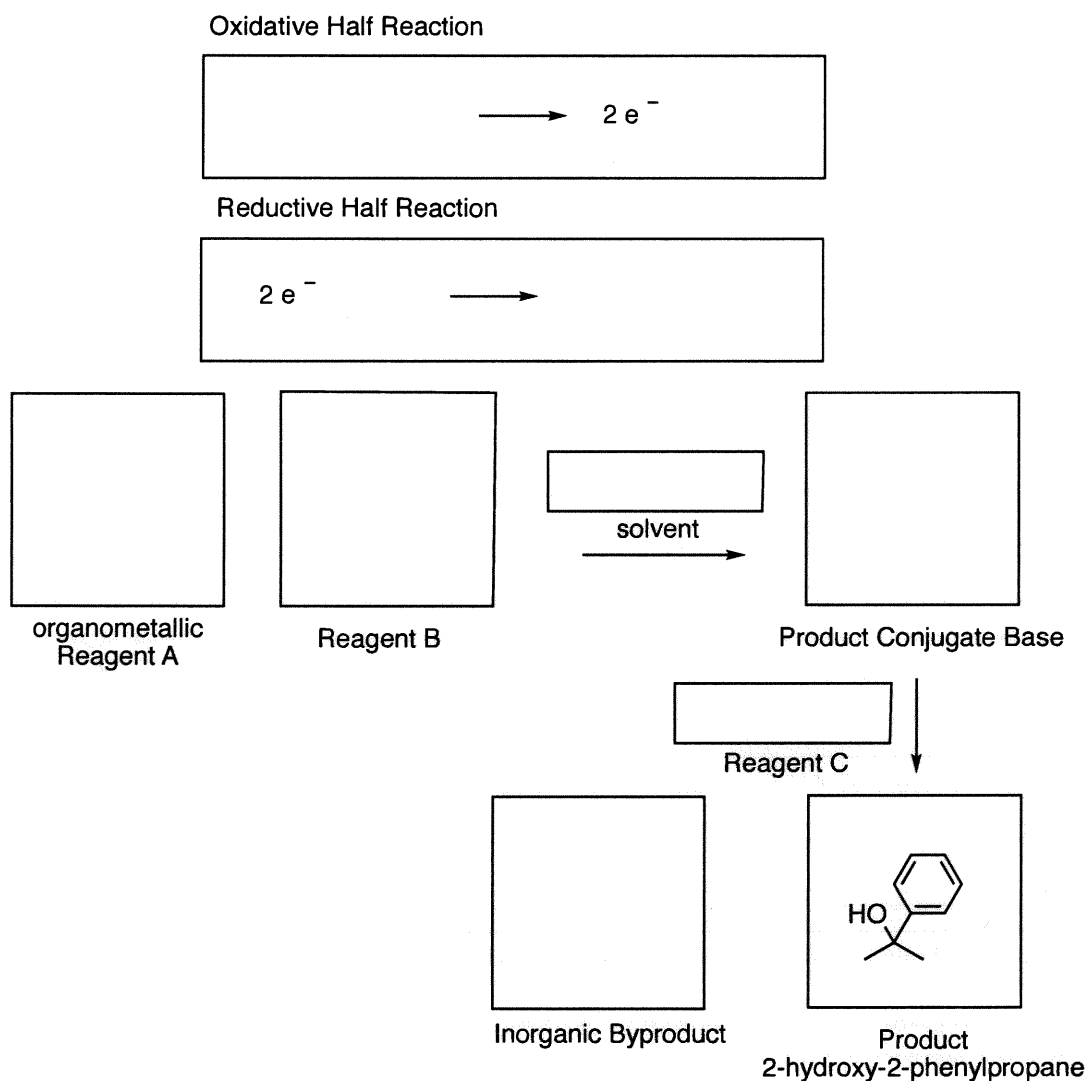 Oxidative Half Reaction
2 e –
Reductive Half Reaction
2 e –
solvent
organometallic
Reagent A
Reagent B
Product Conjugate Base
Reagent C
HO
Inorganic Byproduct
Product
2-hydroxy-2-phenylpropane